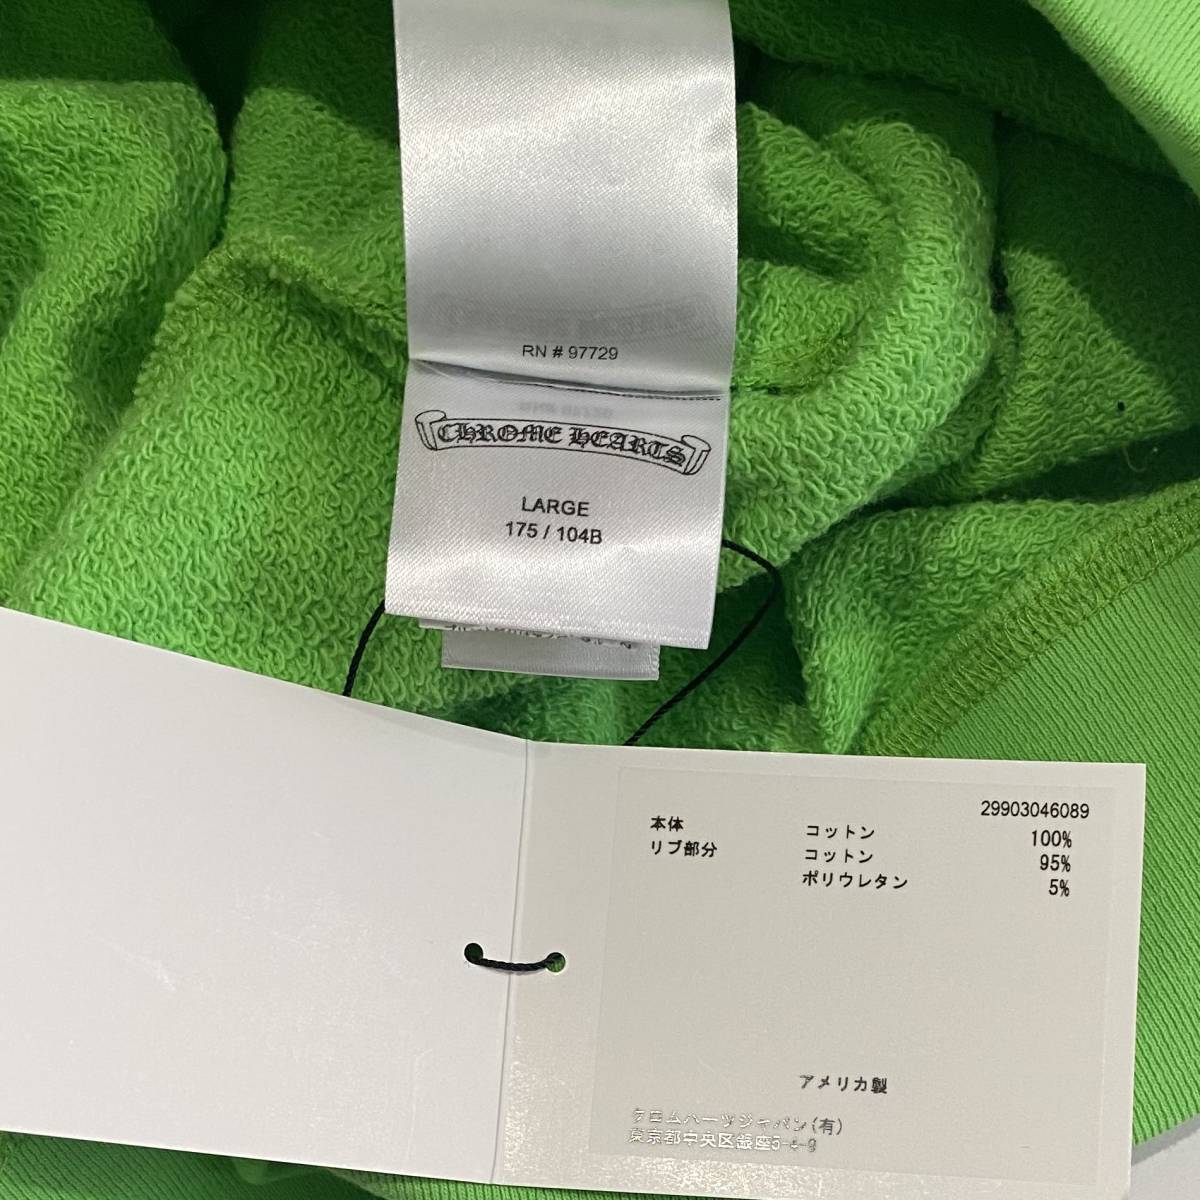 RN # 97729
CHROME HEARTS
LARGE
175 / 104B
29903046089
本体 コットン 100%
リブ部分 コットン 95%
ポリウレタン 5%
アメリカ製
クロムハーツジャパン(有)
東京都中央区銀座5-4-9